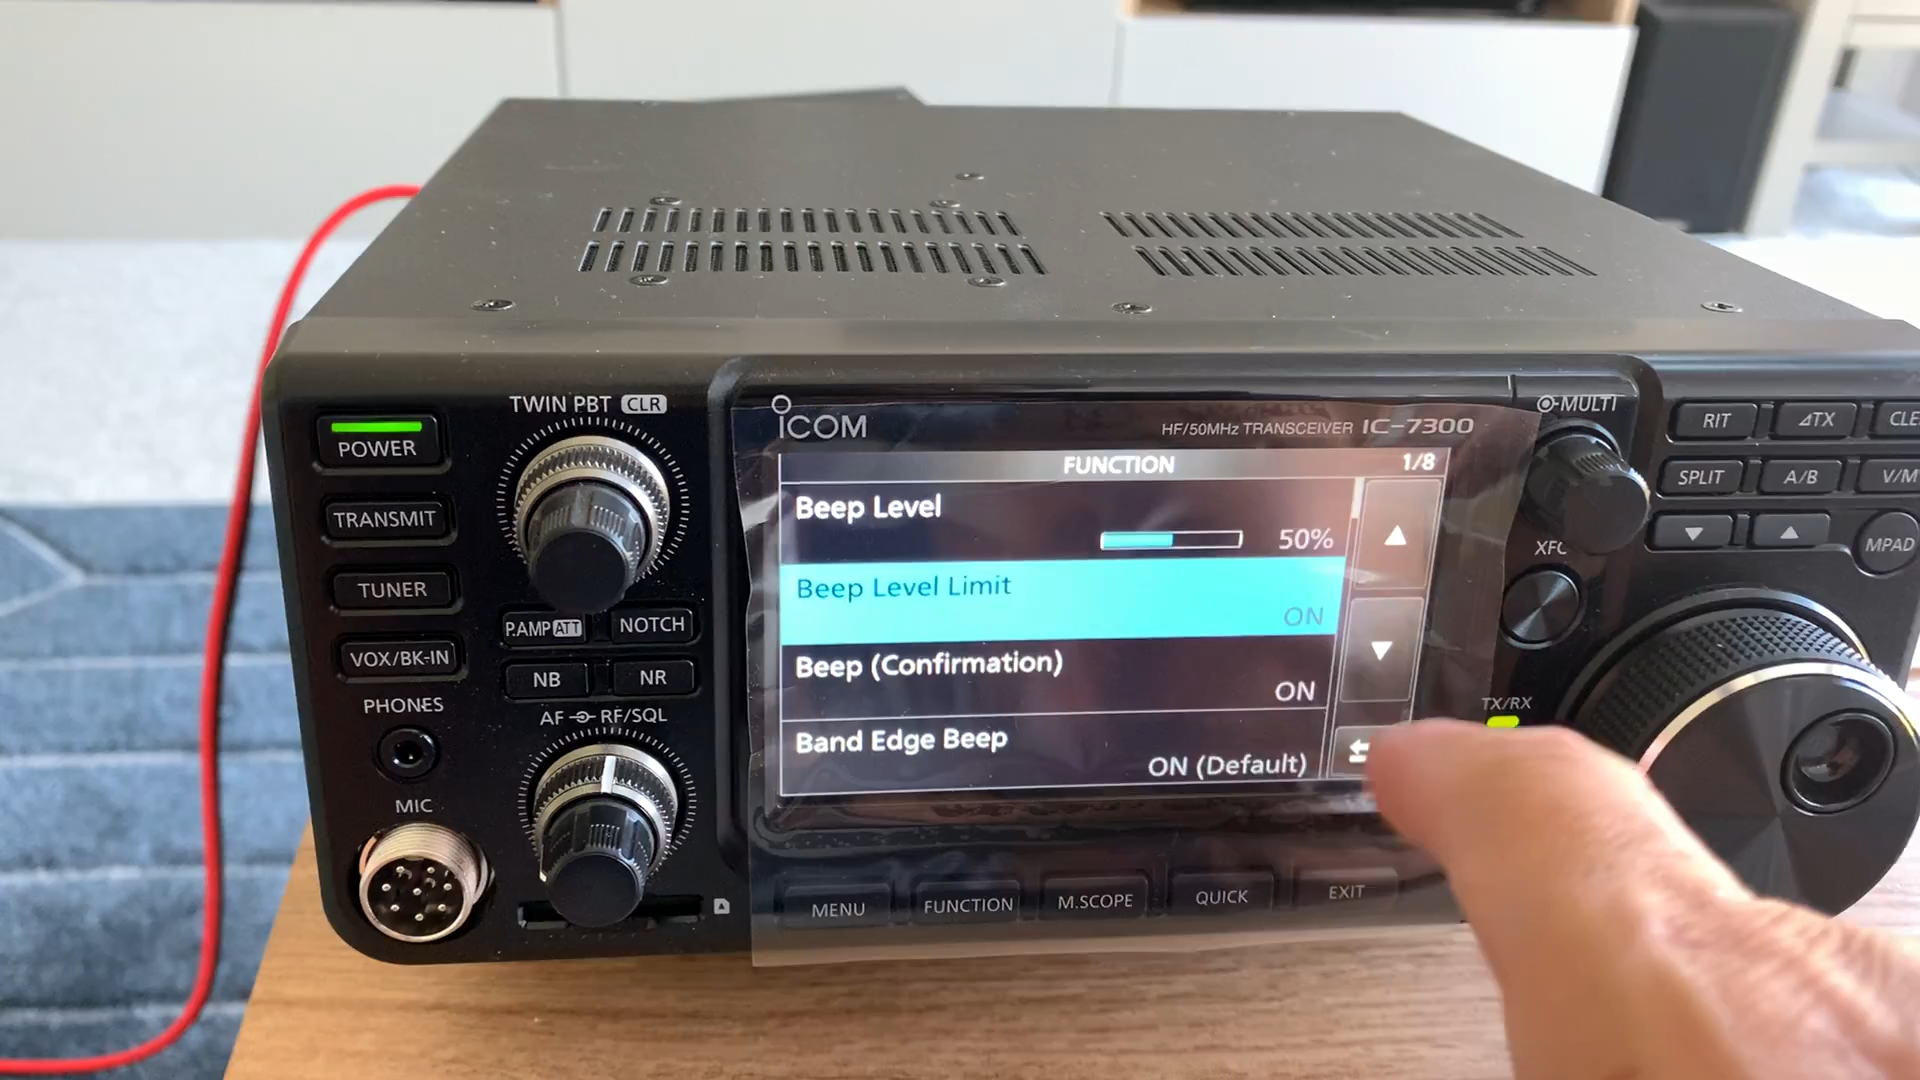 POWER
TRANSMIT
TUNER
VOX/BK-IN
PHONES
MIC
TWIN PBT CLR
P.AMP ATT
NOTCH
NB
NR
AF RF/SQL
ICOM
HF/50MHz TRANSCEIVER IC-7300
FUNCTION 1/8
Beep Level
50%
Beep Level Limit
ON
Beep (Confirmation)
ON
Band Edge Beep
ON (Default)
MENU
FUNCTION
M.SCOPE
QUICK
EXIT
MULTI
XFC
TX/RX
RIT
ΔTX
CLE
SPLIT
A/B
V/M
MPAD